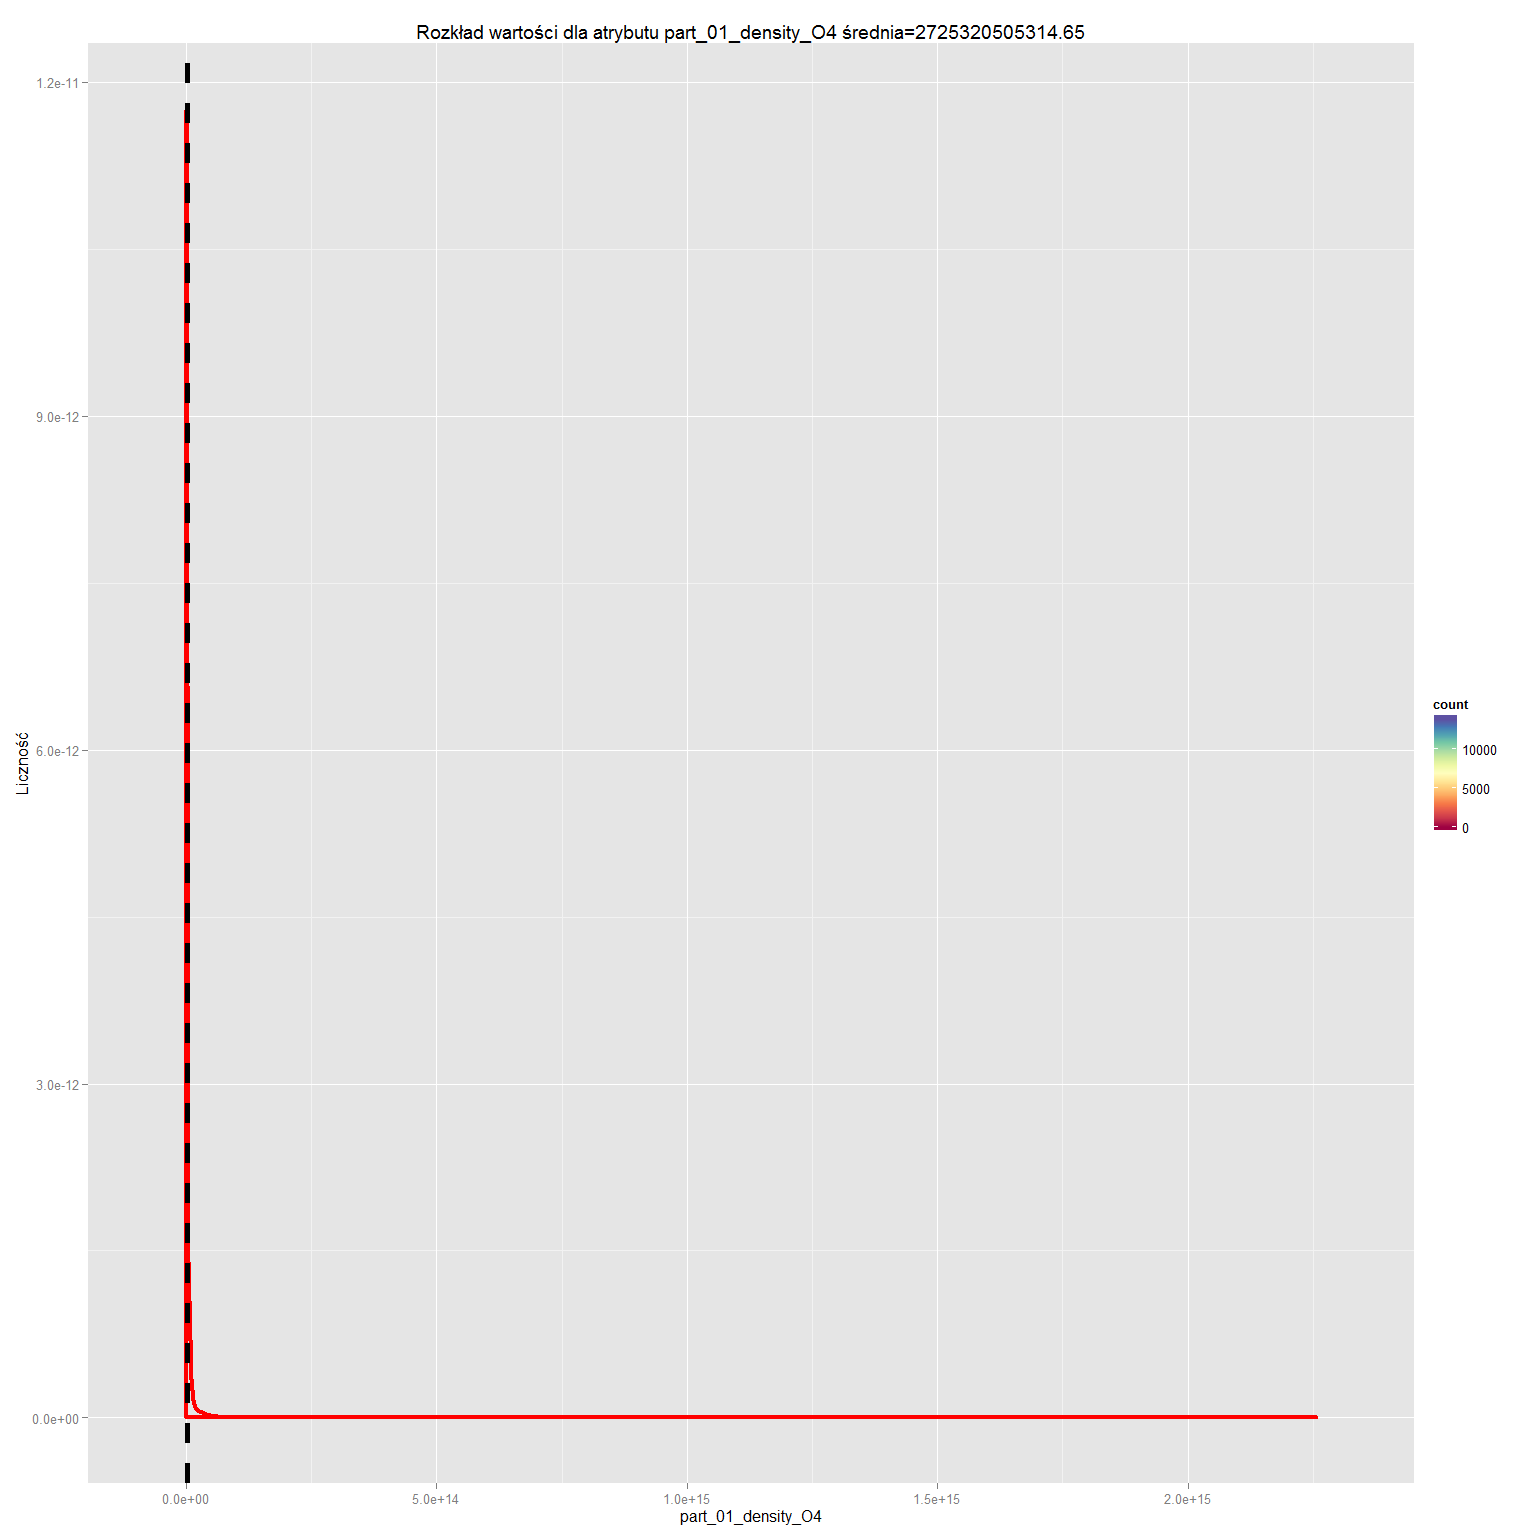 Rozkład wartości dla atrybutu part_01_density_O4 średnia=2725320505314.65
1.2e-11
9.0e-12
6.0e-12
3.0e-12
0.0e+00
Liczność
0.0e+00
5.0e+14
1.0e+15
1.5e+15
2.0e+15
part_01_density_O4
count
10000
5000
0